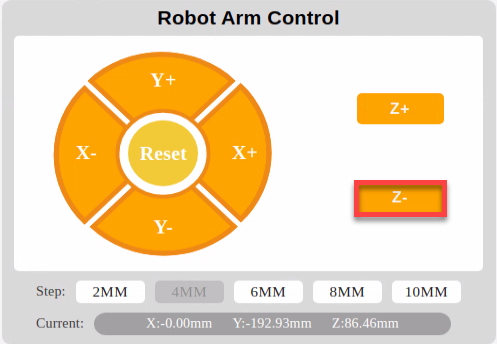 Robot Arm Control
Y+
X-
Reset
X+
Y-
Z+
Z-
Step: 2MM 4MM 6MM 8MM 10MM
Current: X:-0.00mm Y:-192.93mm Z:86.46mm